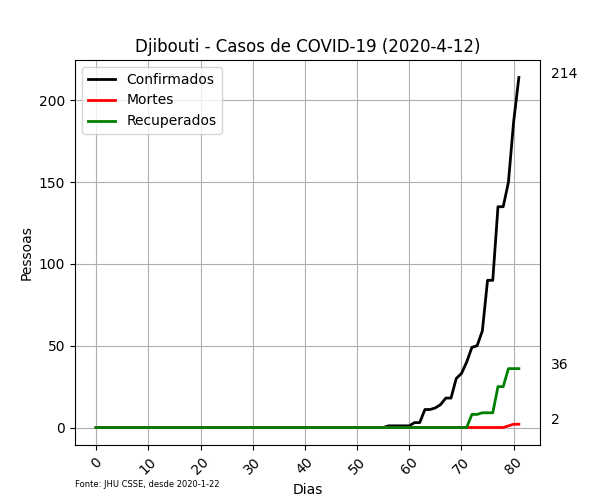 Djibouti - Casos de COVID-19 (2020-4-12)
Confirmados
Mortes
Recuperados
214
36
2
Pessoas
200
150
100
50
0
0 10 20 30 40 50 60 70 80
Dias
Fonte: JHU CSSE, desde 2020-1-22